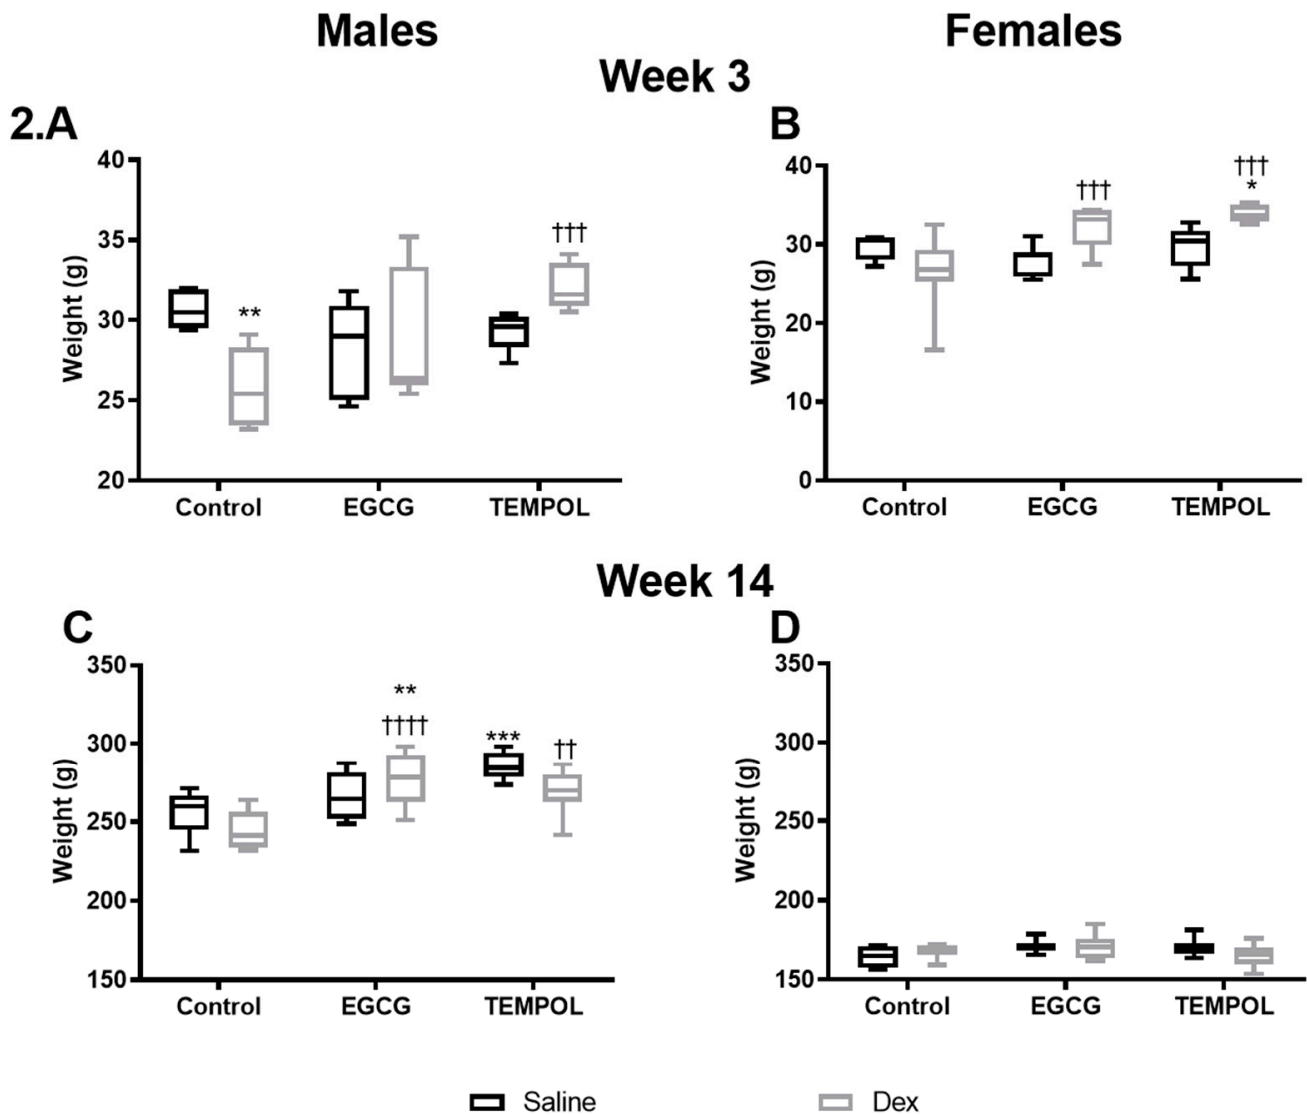 Males Females
Week 3
2.A B
40
35
30
25
20
Weight (g)
**
†††
Control EGCG TEMPOL
40
30
20
10
0
Weight (g)
†††
†††
*
Control EGCG TEMPOL
Week 14
C D
350
300
250
200
150
Weight (g)
**
††††
***
††
Control EGCG TEMPOL
350
300
250
200
150
Weight (g)
Control EGCG TEMPOL
Saline Dex